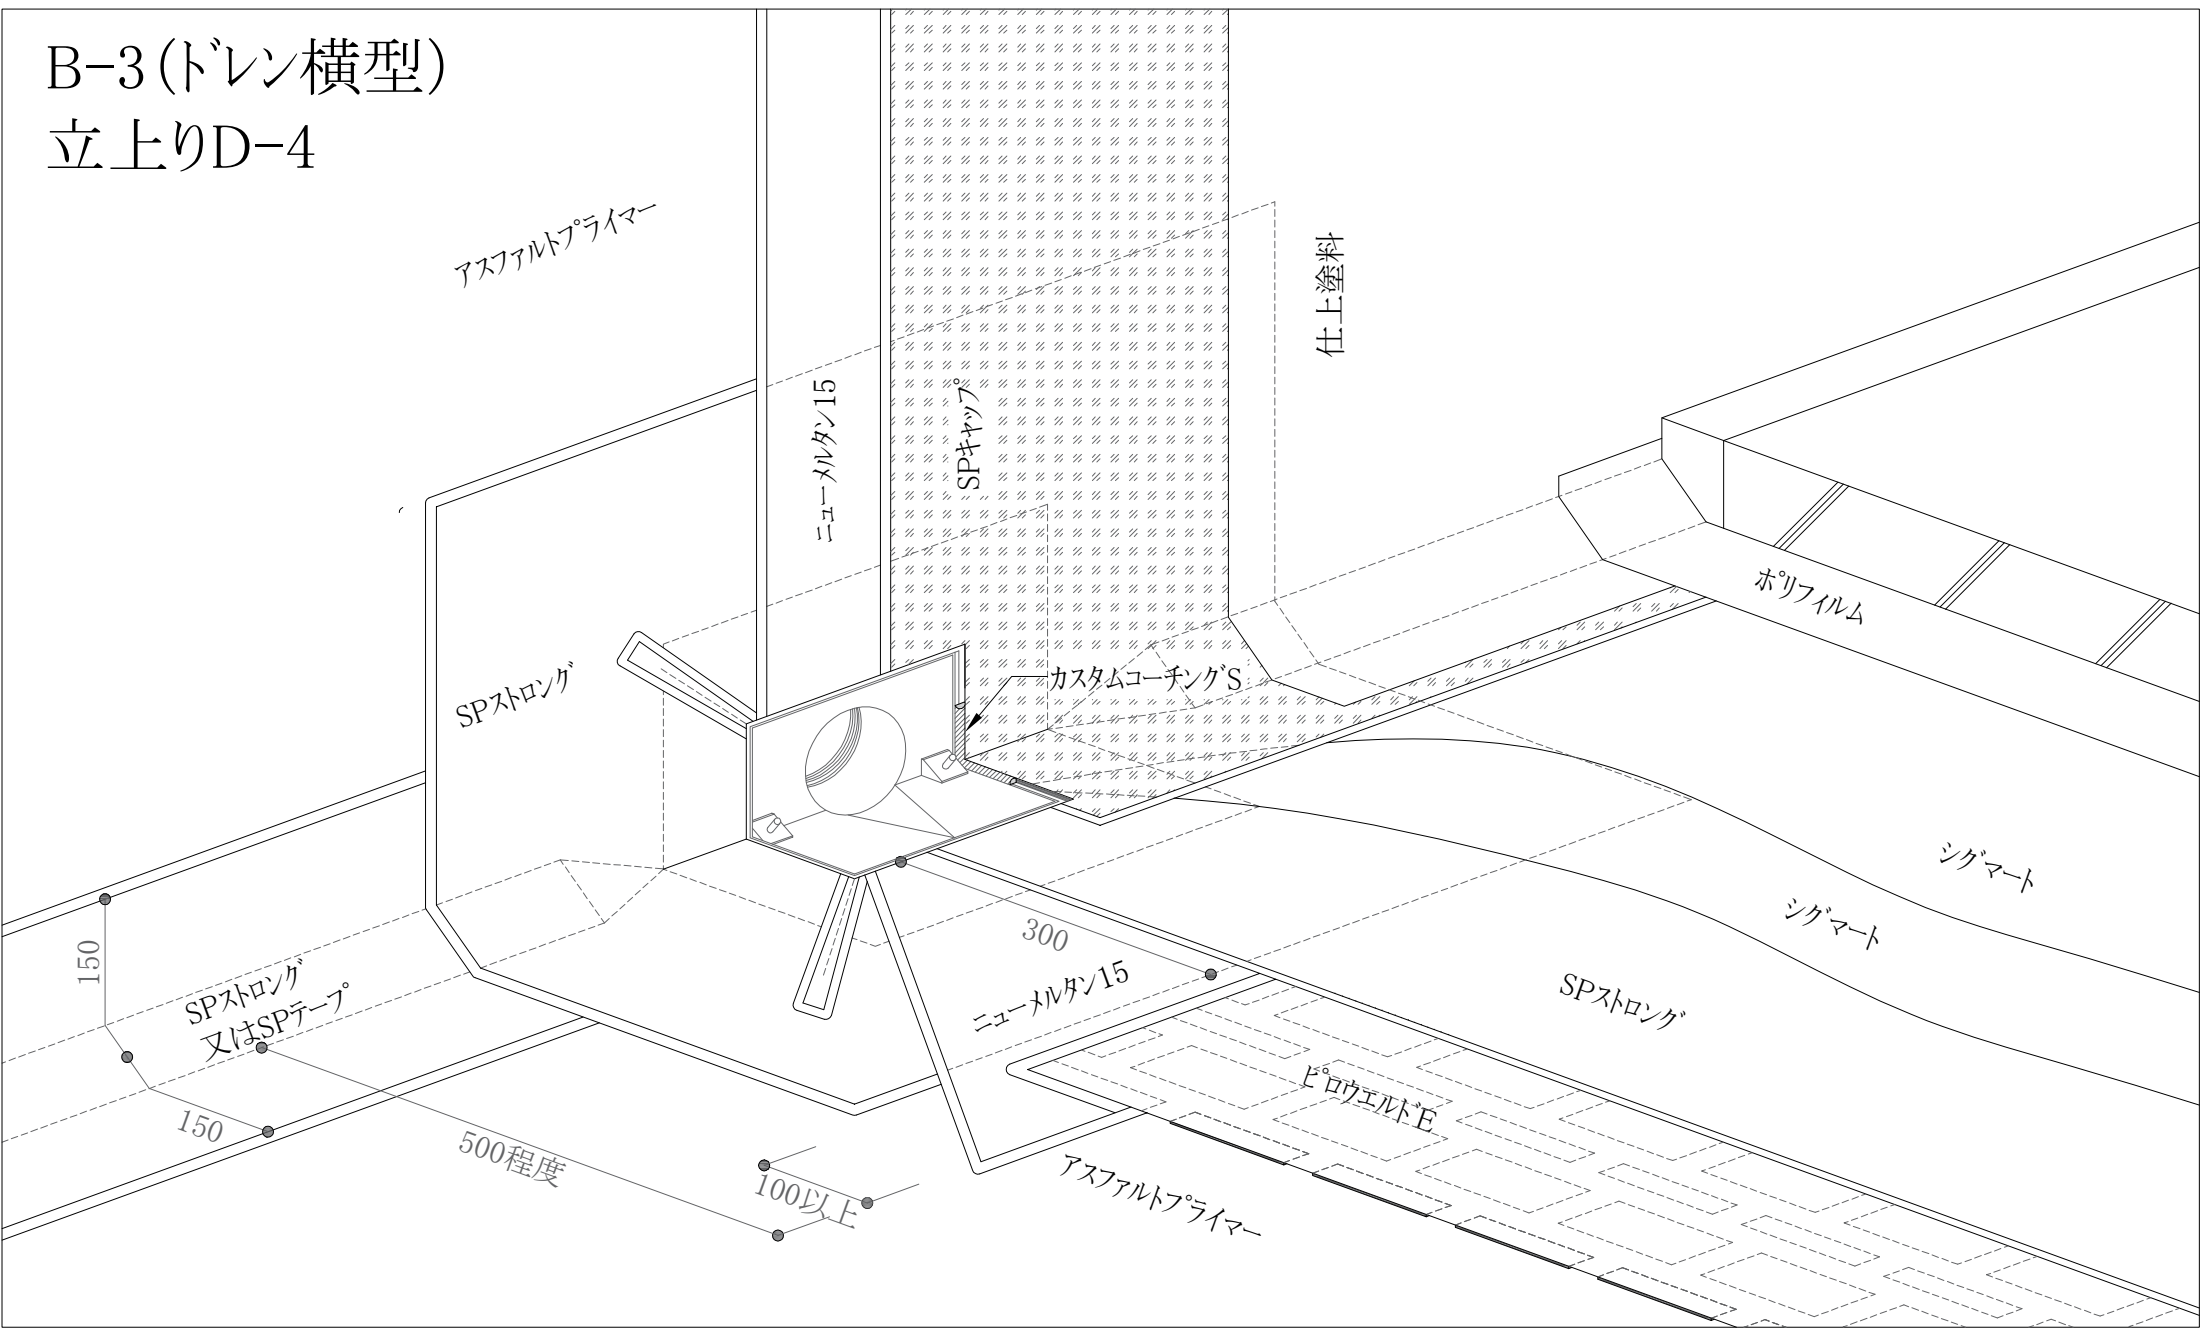 B-3(ドレン横型)
立上りD-4
アスファルトプライマー
仕上塗料
ニューメルタン15
SPキャップ
ポリフィルム
SPストロング
カスタムコーチングS
シグマート
シグマート
300
150
SPストロング
又はSPテープ
ニューメルタン15
SPストロング
ピロウエルドE
150
500程度
100以上
アスファルトプライマー